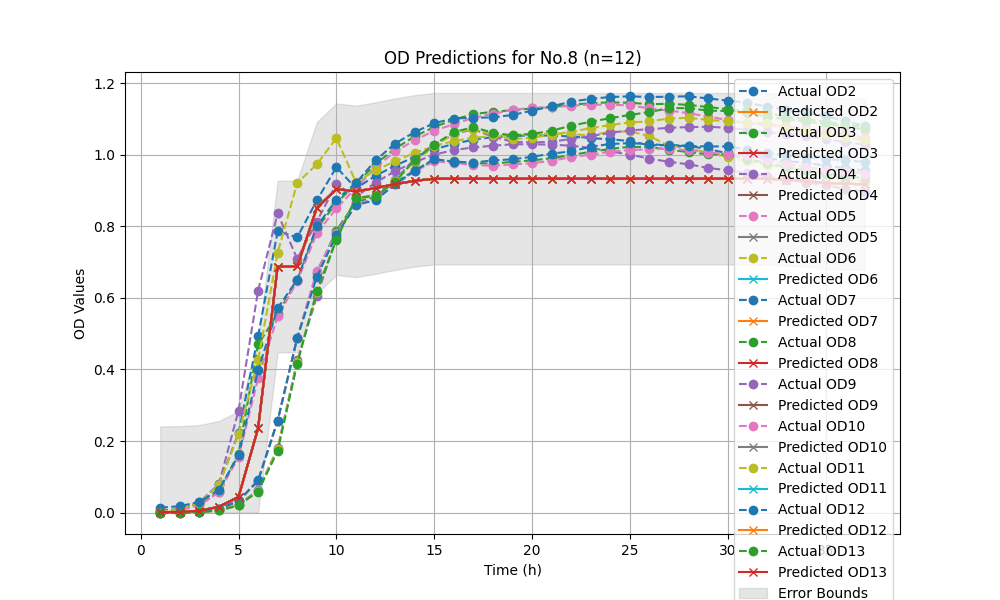 OD Predictions for No.8 (n=12)
OD Values
1.2
1.0
0.8
0.6
0.4
0.2
0.0
0
5
10
15
20
25
30
35
Time (h)
Actual OD2
Predicted OD2
Actual OD3
Predicted OD3
Actual OD4
Predicted OD4
Actual OD5
Predicted OD5
Actual OD6
Predicted OD6
Actual OD7
Predicted OD7
Actual OD8
Predicted OD8
Actual OD9
Predicted OD9
Actual OD10
Predicted OD10
Actual OD11
Predicted OD11
Actual OD12
Predicted OD12
Actual OD13
Predicted OD13
Error Bounds